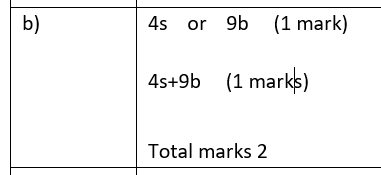 b) 4s or 9b (1 mark)
4s+9b (1 marks)
Total marks 2